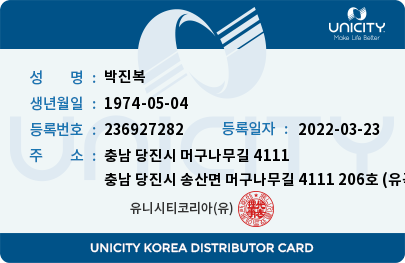 UNICITY
Make Life Better
성 명 : 박진복
생년월일 : 1974-05-04
등록번호 : 236927282 등록일자 : 2022-03-23
UNICITY
주 소 : 충남 당진시 머구나무길 4111
충남 당진시 송산면 머구나무길 4111 206호 (유
유니시티코리아(유)
UNICITY KOREA DISTRIBUTOR CARD